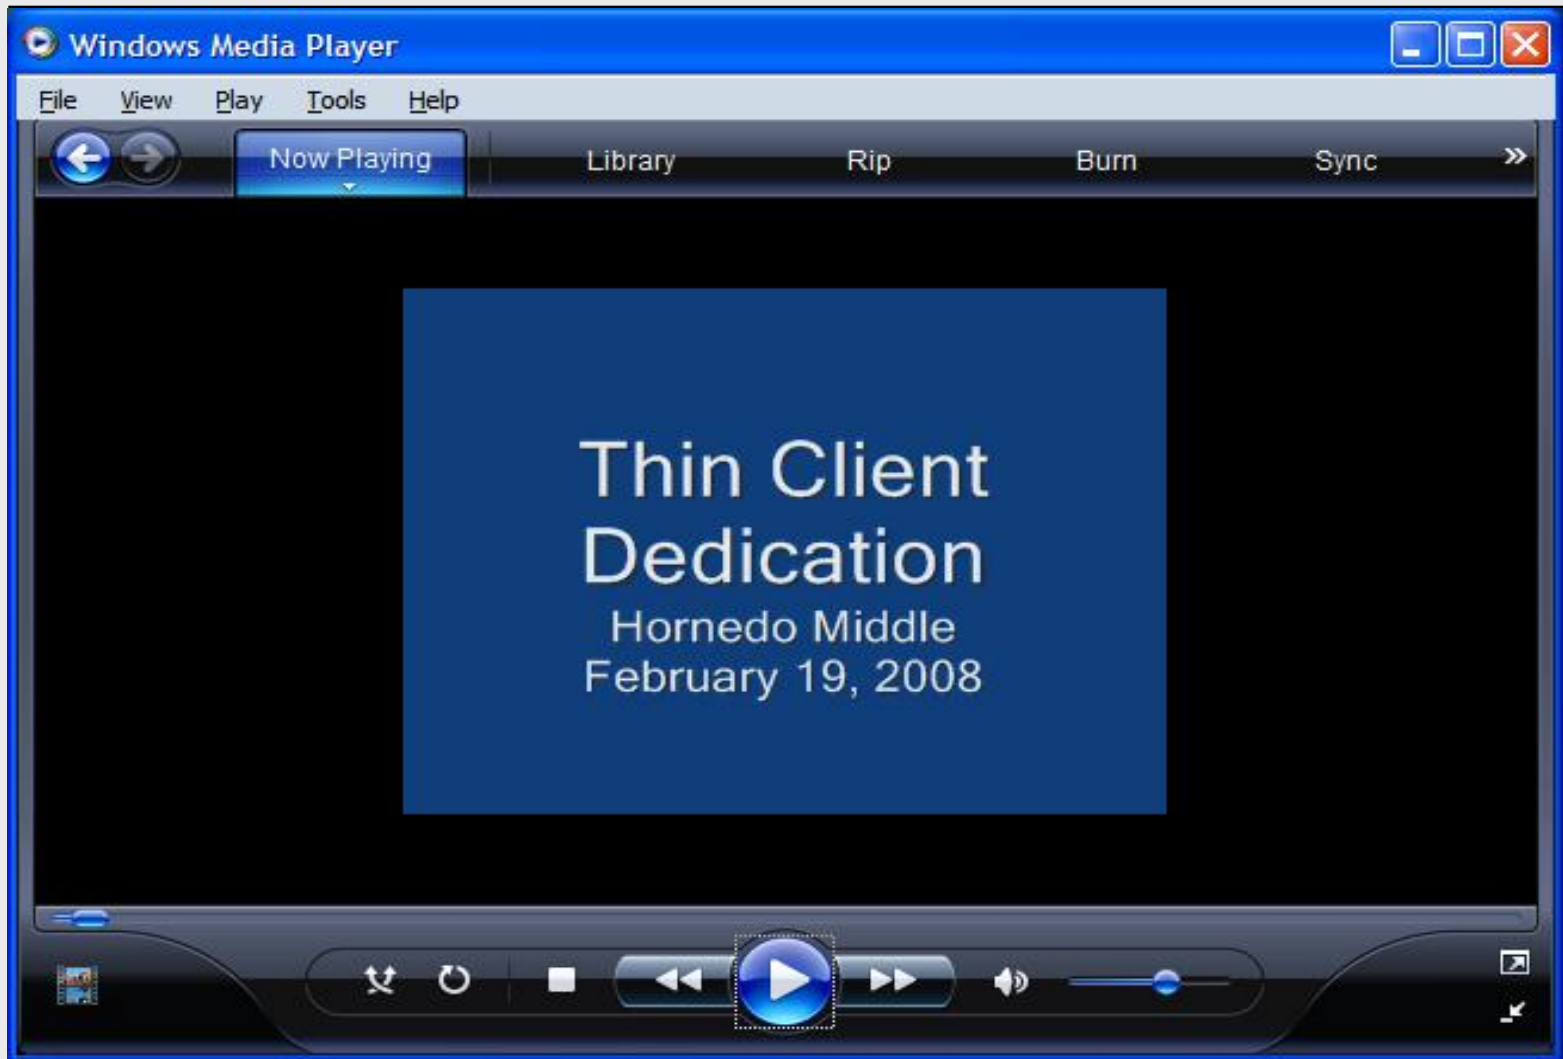 Windows Media Player
File View Play Tools Help
Now Playing Library Rip Burn Sync »
Thin Client
Dedication
Hornedo Middle
February 19, 2008